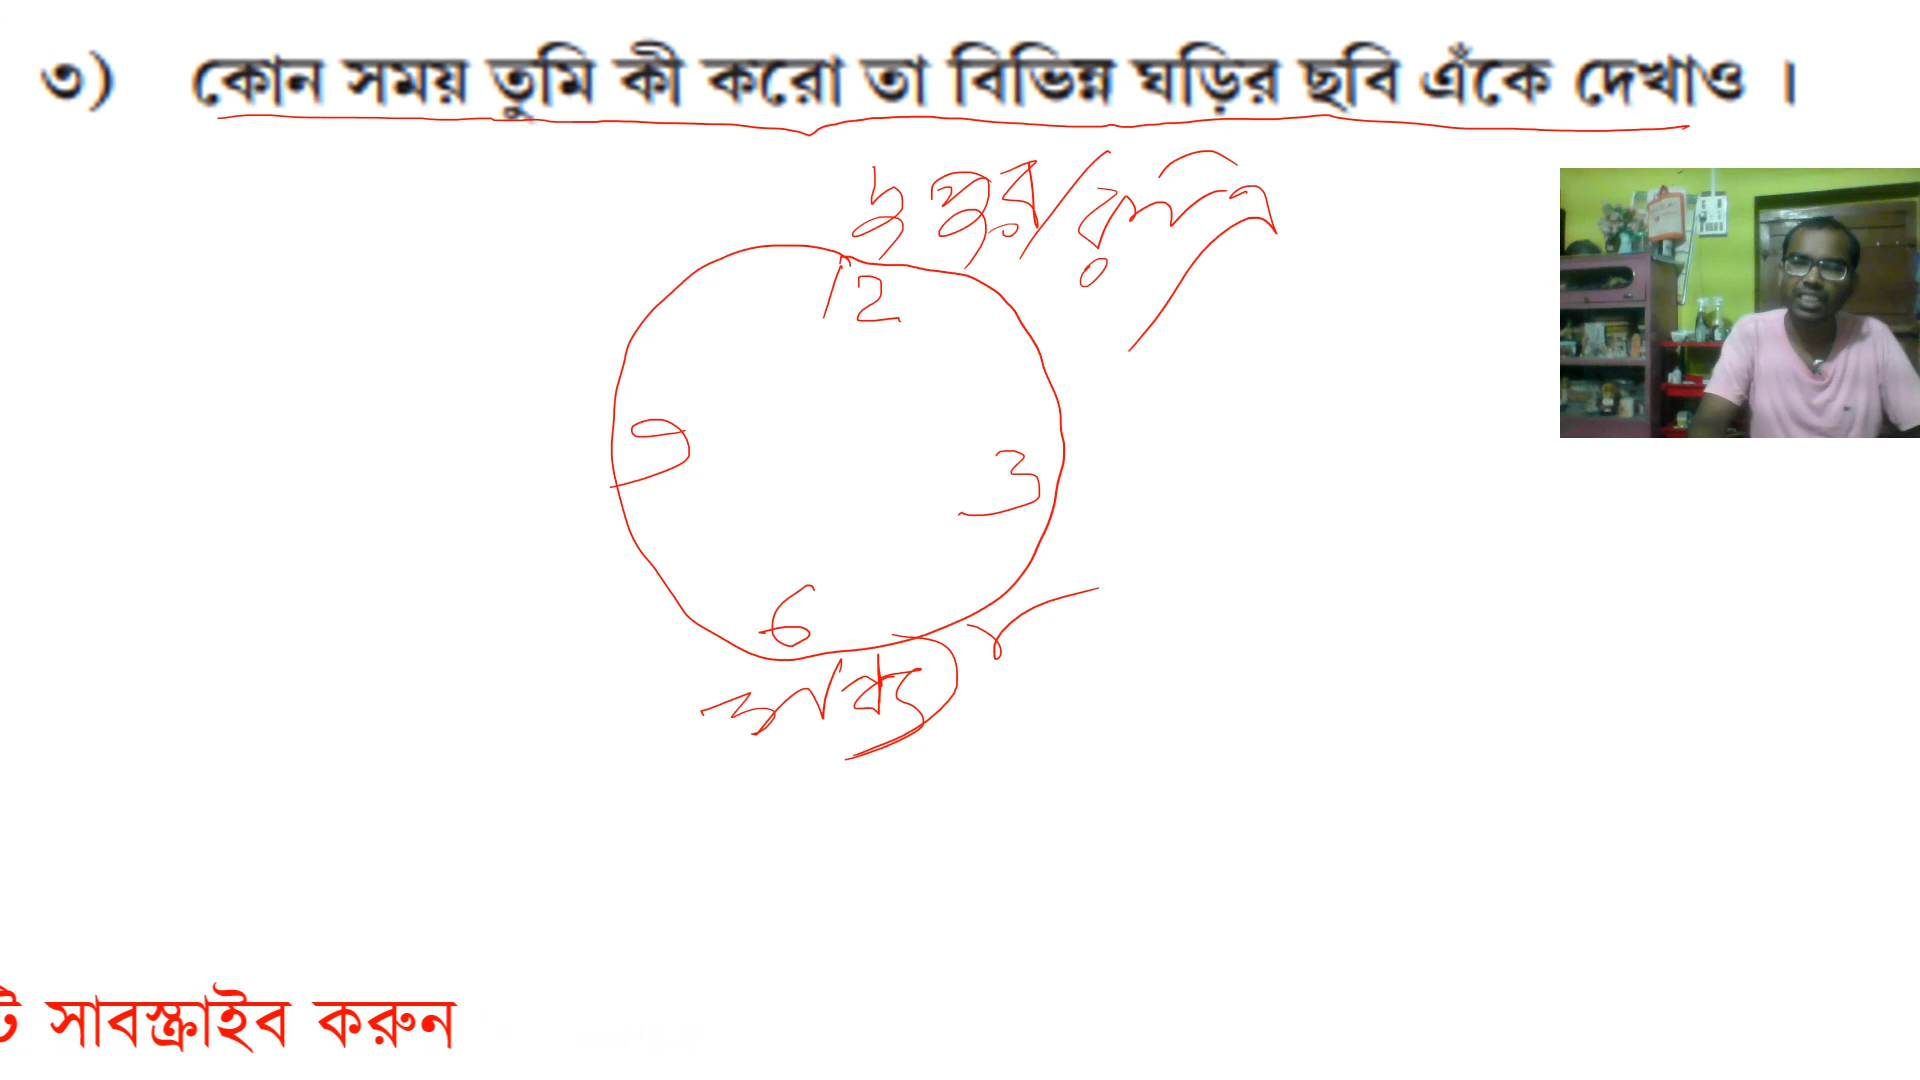 ৩) কোন সময় তুমি কী করো তা বিভিন্ন ঘড়ির ছবি এঁকে দেখাও ।
দুপুর/রাত্রি
12
9
3
6
টি সাবস্ক্রাইব করুন